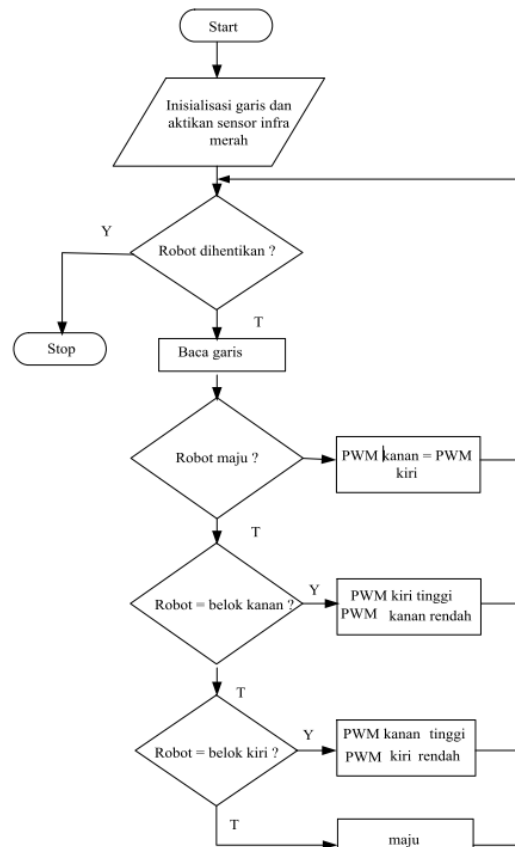 Start
Inisialisasi garis dan
aktikan sensor infra
merah
Y
Robot dihentikan ?
T
Stop
Baca garis
Robot maju ?
PWM kanan = PWM
kiri
T
Robot = belok kanan ?
Y
PWM kiri tinggi
PWM kanan rendah
T
Robot = belok kiri ?
Y
PWM kanan tinggi
PWM kiri rendah
T
maju